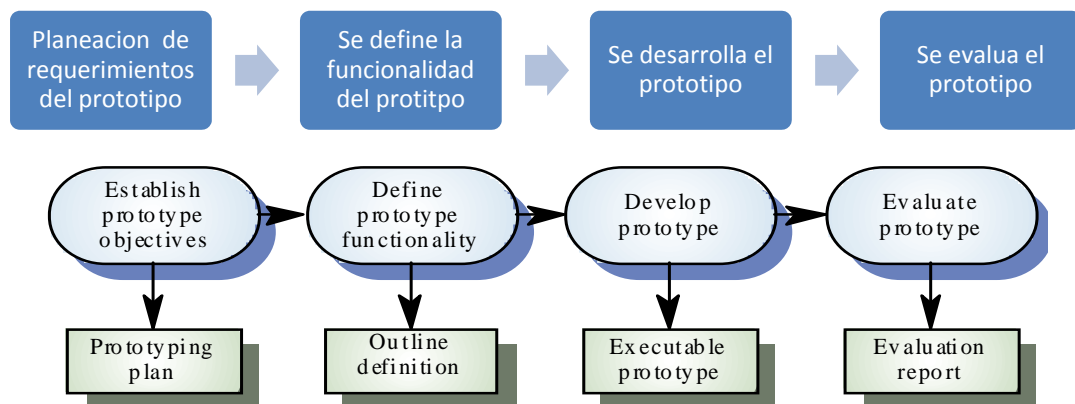 Planeacion de
requerimientos
del prototipo
Se define la
funcionalidad
del protitpo
Se desarrolla el
prototipo
Se evalua el
prototipo
Establish
prototype
objectives
Define
prototype
functionality
Develop
prototype
Evaluate
prototype
Prototyping
plan
Outline
definition
Executable
prototype
Evaluation
report